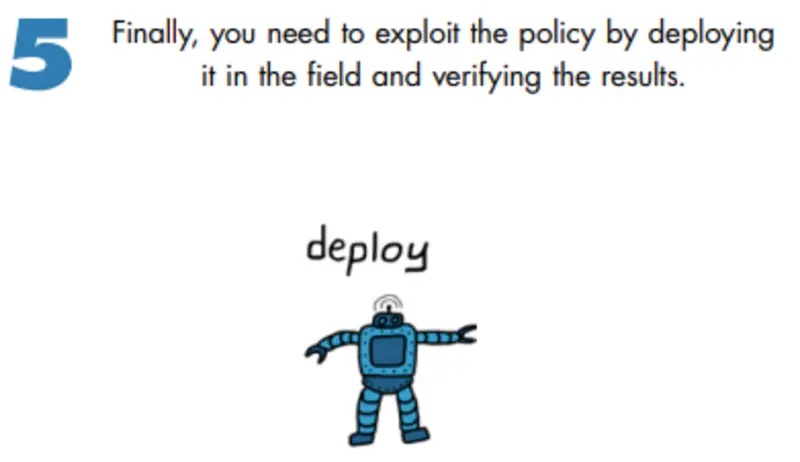 5
Finally, you need to exploit the policy by deploying
it in the field and verifying the results.
deploy